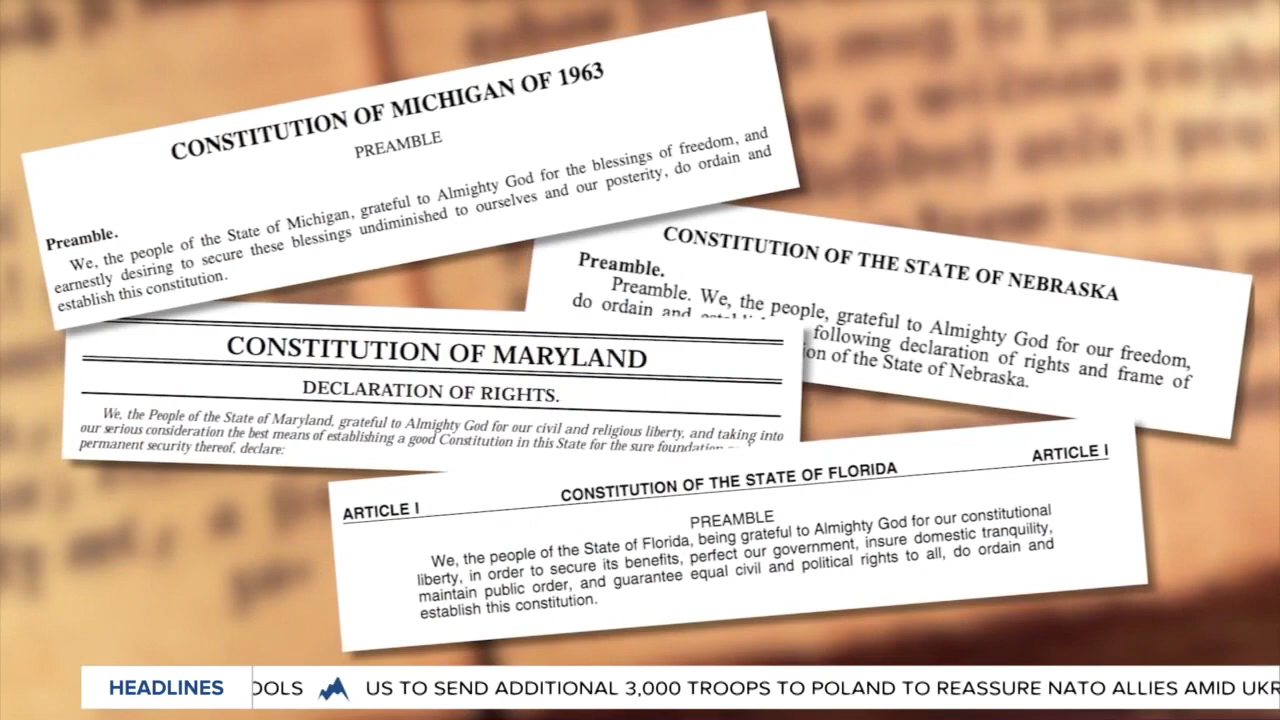 CONSTITUTION OF MICHIGAN OF 1963
PREAMBLE
Preamble.
We, the people of the State of Michigan, grateful to Almighty God for the blessings of freedom, and
earnestly desiring to secure these blessings undiminished to ourselves and our posterity, do ordain and
establish this constitution.
CONSTITUTION OF THE STATE OF NEBRASKA
Preamble.
Preamble. We, the people, grateful to Almighty God for our freedom,
do ordain and following declaration of rights and frame of
of the State of Nebraska.
CONSTITUTION OF MARYLAND
DECLARATION OF RIGHTS.
We, the People of the State of Maryland, grateful to Almighty God for our civil and religious liberty, and taking into
our serious consideration the best means of establishing a good Constitution in this State for the sure foundation
permanent security thereof, declare:
ARTICLE I CONSTITUTION OF THE STATE OF FLORIDA ARTICLE I
PREAMBLE
We, the people of the State of Florida, being grateful to Almighty God for our constitutional
liberty, in order to secure its benefits, perfect our government, insure domestic tranquility,
maintain public order, and guarantee equal civil and political rights to all, do ordain and
establish this constitution.
HEADLINES OOLS US TO SEND ADDITIONAL 3,000 TROOPS TO POLAND TO REASSURE NATO ALLIES AMID UKR